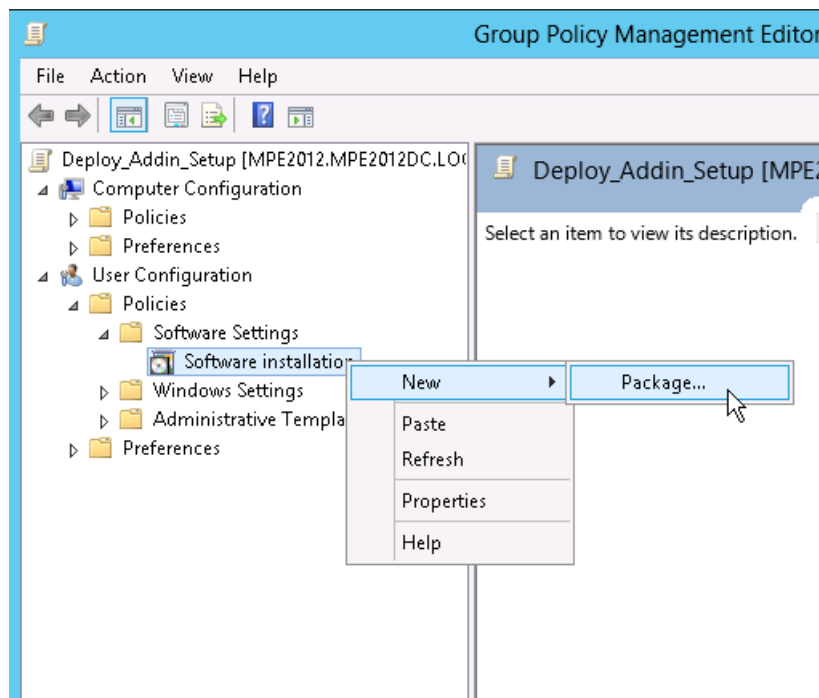 Group Policy Management Editor
File Action View Help
Deploy_Addin_Setup [MPE2012.MPE2012DC.LO
Computer Configuration
Policies
Preferences
User Configuration
Policies
Software Settings
Software installation
Windows Settings
Administrative Templa
Preferences
Deploy_Addin_Setup [MPE
Select an item to view its description.
New
Package...
Paste
Refresh
Properties
Help